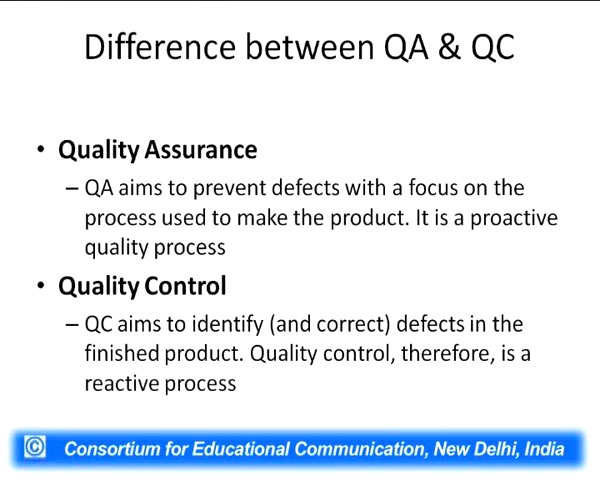 Difference between QA & QC
• Quality Assurance
– QA aims to prevent defects with a focus on the
process used to make the product. It is a proactive
quality process
• Quality Control
– QC aims to identify (and correct) defects in the
finished product. Quality control, therefore, is a
reactive process
© Consortium for Educational Communication, New Delhi, India